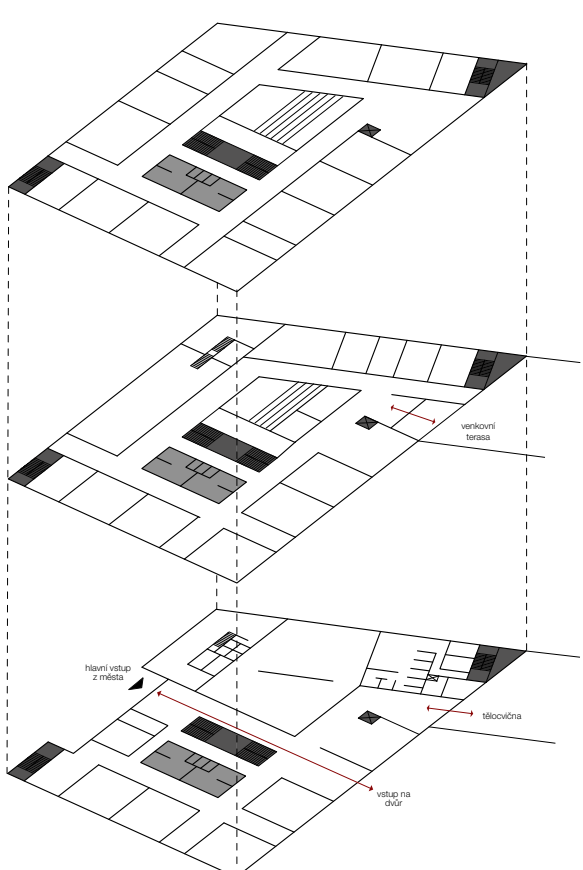 venkovní
terasa
hlavní vstup
z města
tělocvična
vstup na
dvůr